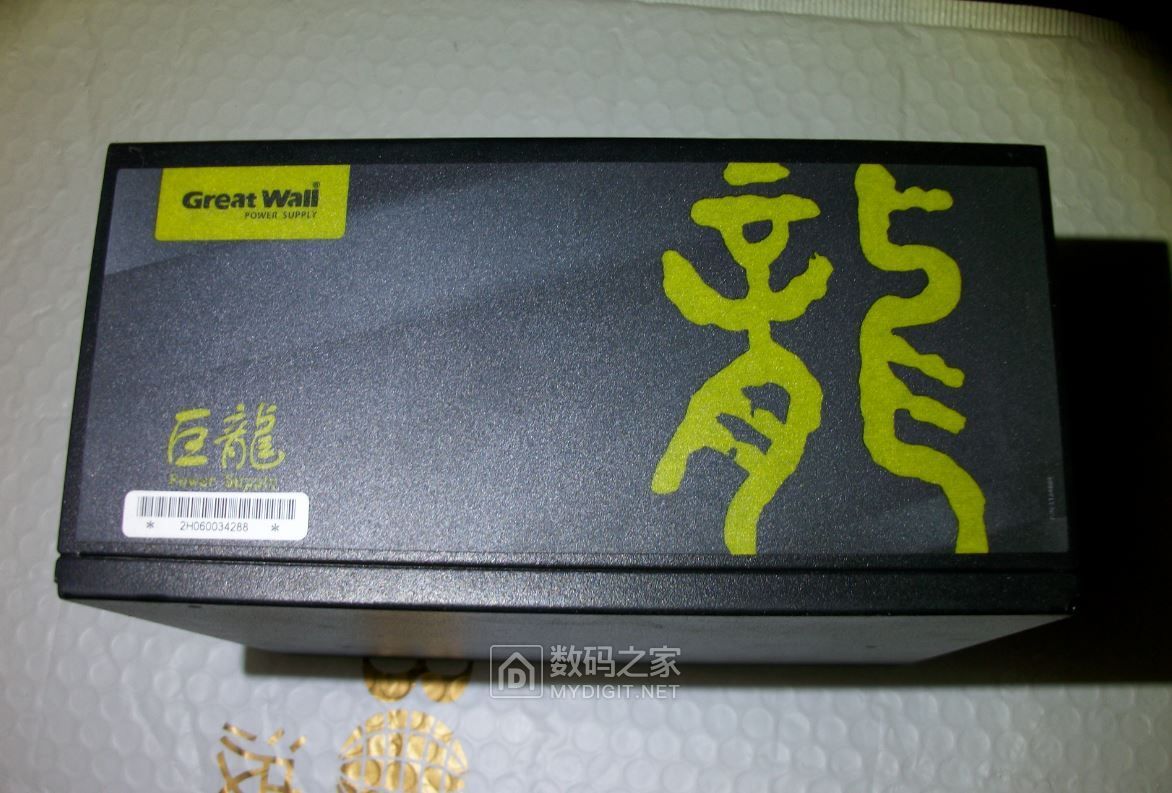 Great Wall®
POWER SUPPLY
龍
巨龍
Power Supply
* 2H060034288 *
数码之家
MYDIGIT.NET
B